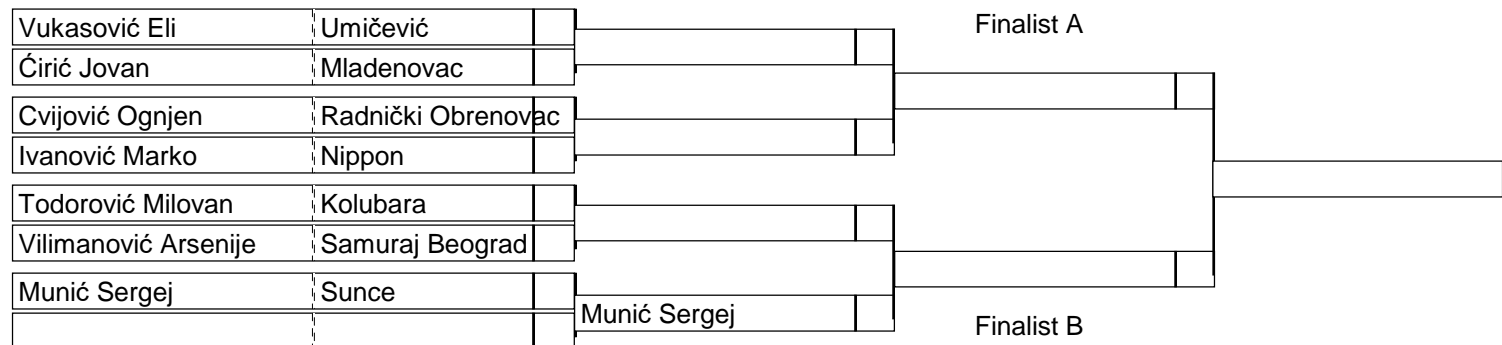 Vukasović Eli Umičević
Finalist A
Ćirić Jovan Mladenovac
Cvijović Ognjen Radnički Obrenovac
Ivanović Marko Nippon
Todorović Milovan Kolubara
Vilimanović Arsenije Samuraj Beograd
Munić Sergej Sunce
Munić Sergej
Finalist B